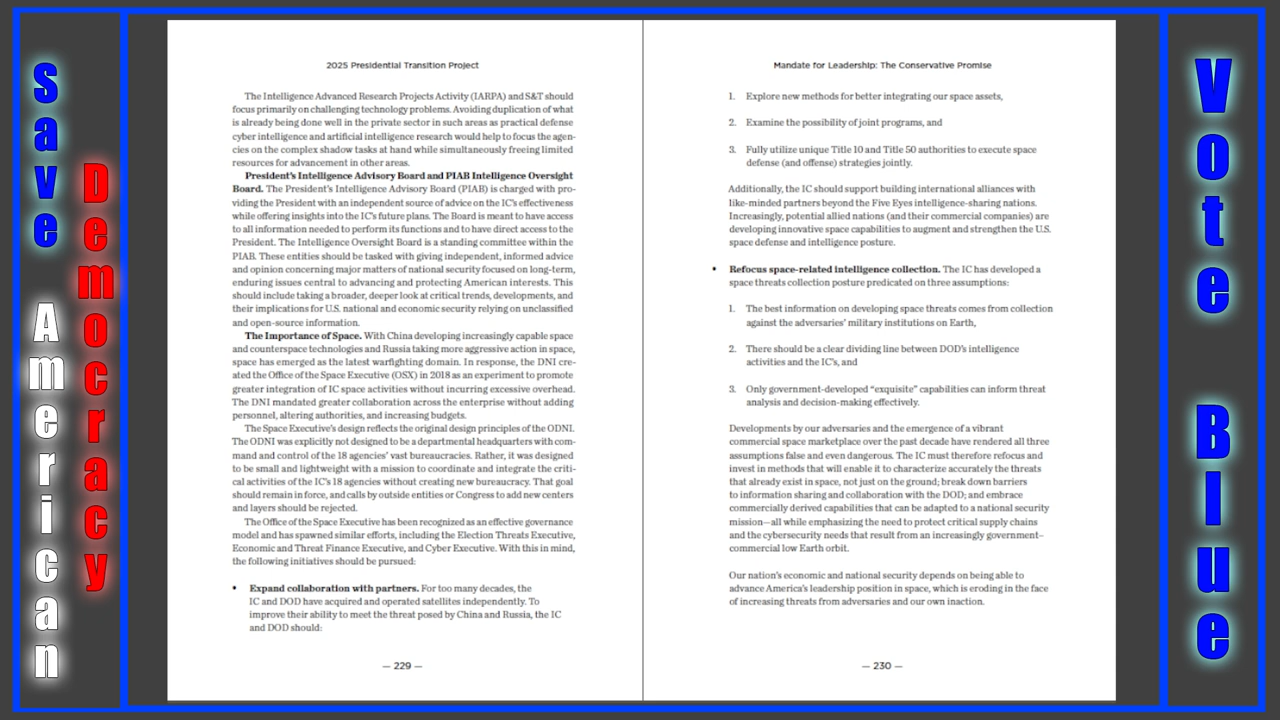 Save
American
Democracy
2025 Presidential Transition Project
The Intelligence Advanced Research Projects Activity (IARPA) and S&T should
focus primarily on challenging technology problems. Avoiding duplication of what
is already being done well in the private sector in such areas as practical defense
cyber intelligence and artificial intelligence research would help to focus the agen-
cies on the complex shadow tasks at hand while simultaneously freeing limited
resources for advancement in other areas.
President's Intelligence Advisory Board and PIAB Intelligence Oversight
Board. The President's Intelligence Advisory Board (PIAB) is charged with pro-
viding the President with an independent source of advice on the IC's effectiveness
while offering insights into the IC's future plans. The Board is meant to have access
to all information needed to perform its functions and to have direct access to the
President. The Intelligence Oversight Board is a standing committee within the
PIAB. These entities should be tasked with giving independent, informed advice
and opinion concerning major matters of national security focused on long-term,
enduring issues central to advancing and protecting American interests. This
should include taking a broader, deeper look at critical trends, developments, and
their implications for U.S. national and economic security relying on unclassified
and open-source information.
The Importance of Space. With China developing increasingly capable space
and counterspace technologies and Russia taking more aggressive action in space,
space has emerged as the latest warfighting domain. In response, the DNI cre-
ated the Office of the Space Executive (OSX) in 2018 as an experiment to promote
greater integration of IC space activities without incurring excessive overhead.
The DNI mandated greater collaboration across the enterprise without adding
personnel, altering authorities, and increasing budgets.
The Space Executive's design reflects the original design principles of the ODNI.
The ODNI was explicitly not designed to be a departmental headquarters with com-
mand and control of the 18 agencies' vast bureaucracies. Rather, it was designed
to be small and lightweight with a mission to coordinate and integrate the criti-
cal activities of the IC's 18 agencies without creating new bureaucracy. That goal
should remain in force, and calls by outside entities or Congress to add new centers
and layers should be rejected.
The Office of the Space Executive has been recognized as an effective governance
model and has spawned similar efforts, including the Election Threats Executive,
Economic and Threat Finance Executive, and Cyber Executive. With this in mind,
the following initiatives should be pursued:
• Expand collaboration with partners. For too many decades, the
IC and DOD have acquired and operated satellites independently. To
improve their ability to meet the threat posed by China and Russia, the IC
and DOD should:
— 229 —
Mandate for Leadership: The Conservative Promise
1. Explore new methods for better integrating our space assets,
2. Examine the possibility of joint programs, and
3. Fully utilize unique Title 10 and Title 50 authorities to execute space
defense (and offense) strategies jointly.
Additionally, the IC should support building international alliances with
like-minded partners beyond the Five Eyes intelligence-sharing nations.
Increasingly, potential allied nations (and their commercial companies) are
developing innovative space capabilities to augment and strengthen the U.S.
space defense and intelligence posture.
• Refocus space-related intelligence collection. The IC has developed a
space threats collection posture predicated on three assumptions:
1. The best information on developing space threats comes from collection
against the adversaries' military institutions on Earth,
2. There should be a clear dividing line between DOD's intelligence
activities and the IC's, and
3. Only government-developed “exquisite” capabilities can inform threat
analysis and decision-making effectively.
Developments by our adversaries and the emergence of a vibrant
commercial space marketplace over the past decade have rendered all three
assumptions false and even dangerous. The IC must therefore refocus and
invest in methods that will enable it to characterize accurately the threats
that already exist in space, not just on the ground; break down barriers
to information sharing and collaboration with the DOD; and embrace
commercially derived capabilities that can be adapted to a national security
mission—all while emphasizing the need to protect critical supply chains
and the cybersecurity needs that result from an increasingly government–
commercial low Earth orbit.
Our nation's economic and national security depends on being able to
advance America's leadership position in space, which is eroding in the face
of increasing threats from adversaries and our own inaction.
— 230 —
Vote
Blue